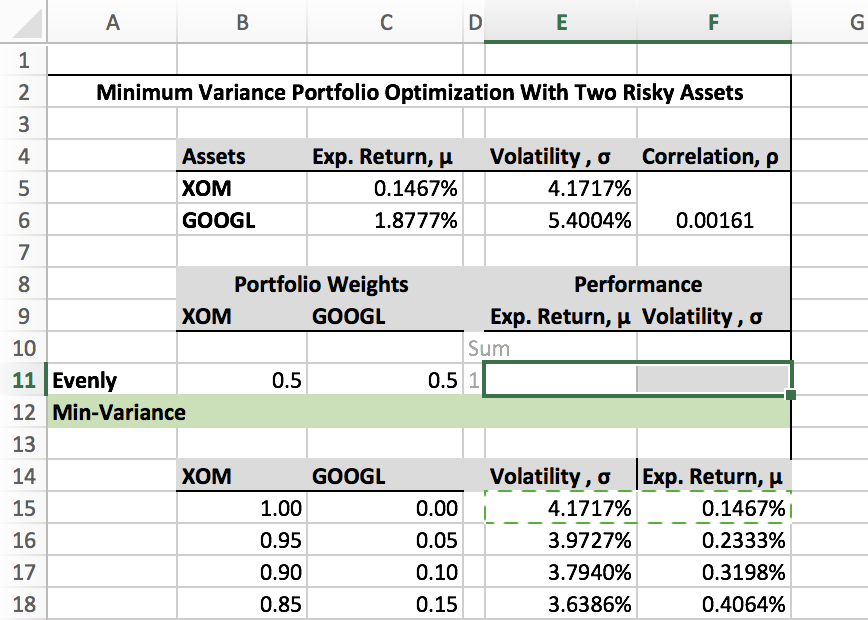 A B C D E F G
1
2 Minimum Variance Portfolio Optimization With Two Risky Assets
3
4 Assets Exp. Return, μ Volatility , σ Correlation, ρ
5 XOM 0.1467% 4.1717%
6 GOOGL 1.8777% 5.4004% 0.00161
7
8 Portfolio Weights Performance
9 XOM GOOGL Exp. Return, μ Volatility , σ
10 Sum
11 Evenly 0.5 0.5 1
12 Min-Variance
13
14 XOM GOOGL Volatility , σ Exp. Return, μ
15 1.00 0.00 4.1717% 0.1467%
16 0.95 0.05 3.9727% 0.2333%
17 0.90 0.10 3.7940% 0.3198%
18 0.85 0.15 3.6386% 0.4064%